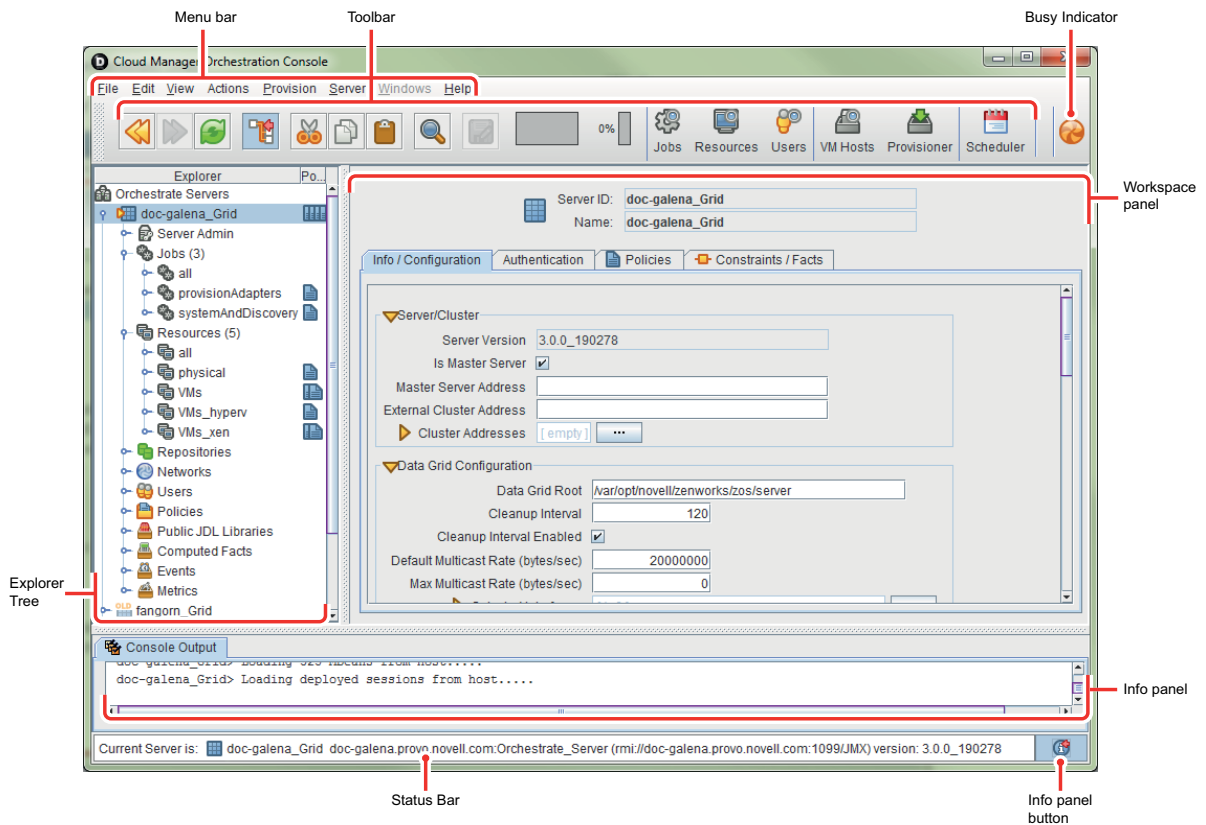 Menu bar
Toolbar
Busy Indicator
Cloud Manager Orchestration Console
File Edit View Actions Provision Server Windows Help
0%
Jobs
Resources
Users
VM Hosts
Provisioner
Scheduler
Explorer
Po...
Orchestrate Servers
doc-galena_Grid
Server Admin
Jobs (3)
all
provisionAdapters
systemAndDiscovery
Resources (5)
all
physical
VMs
VMs_hyperv
VMs_xen
Repositories
Networks
Users
Policies
Public JDL Libraries
Computed Facts
Events
Metrics
OLD
fangorn_Grid
Explorer
Tree
Server ID: doc-galena_Grid
Name: doc-galena_Grid
Workspace
panel
Info / Configuration
Authentication
Policies
Constraints / Facts
Server/Cluster
Server Version 3.0.0_190278
Is Master Server
Master Server Address
External Cluster Address
Cluster Addresses [ empty ] ...
Data Grid Configuration
Data Grid Root /var/opt/novell/zenworks/zos/server
Cleanup Interval 120
Cleanup Interval Enabled
Default Multicast Rate (bytes/sec) 20000000
Max Multicast Rate (bytes/sec) 0
Console Output
doc-galena_Grid> Loading deployed sessions from host.....
Info panel
Current Server is: doc-galena_Grid doc-galena.provo.novell.com:Orchestrate_Server (rmi://doc-galena.provo.novell.com:1099/JMX) version: 3.0.0_190278
Status Bar
Info panel
button